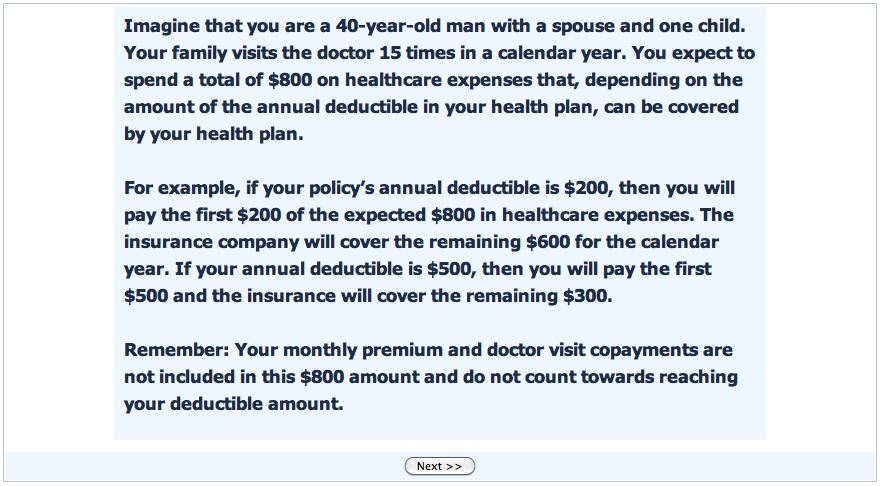 Imagine that you are a 40-year-old man with a spouse and one child.
Your family visits the doctor 15 times in a calendar year. You expect to
spend a total of $800 on healthcare expenses that, depending on the
amount of the annual deductible in your health plan, can be covered
by your health plan.
For example, if your policy’s annual deductible is $200, then you will
pay the first $200 of the expected $800 in healthcare expenses. The
insurance company will cover the remaining $600 for the calendar
year. If your annual deductible is $500, then you will pay the first
$500 and the insurance will cover the remaining $300.
Remember: Your monthly premium and doctor visit copayments are
not included in this $800 amount and do not count towards reaching
your deductible amount.
Next >>